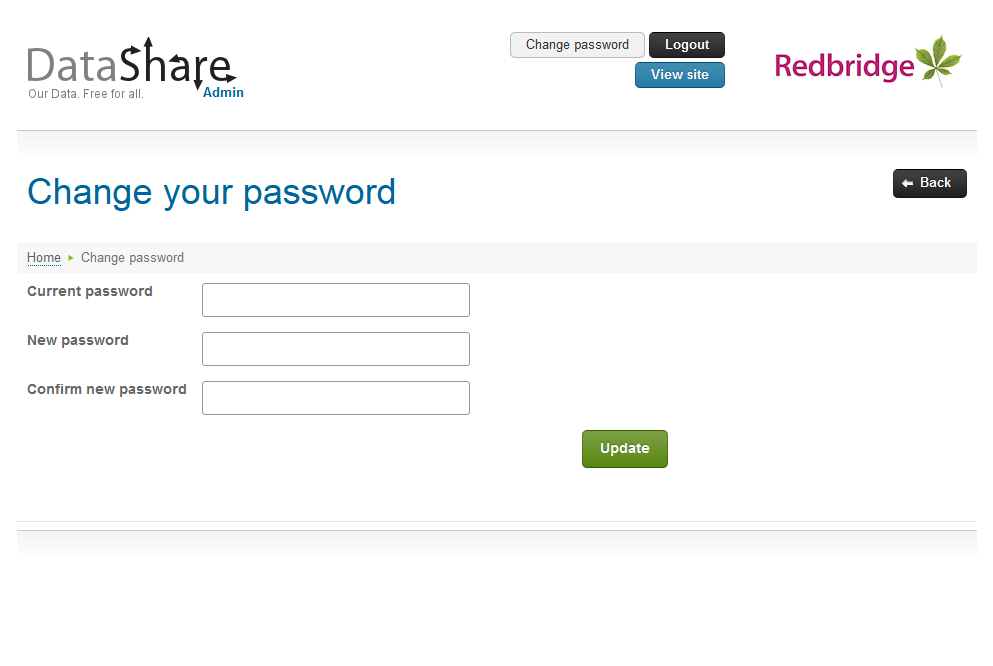 DataShare
Our Data. Free for all.
Admin
Change password
Logout
View site
Redbridge
Change your password
Back
Home
Change password
Current password
New password
Confirm new password
Update